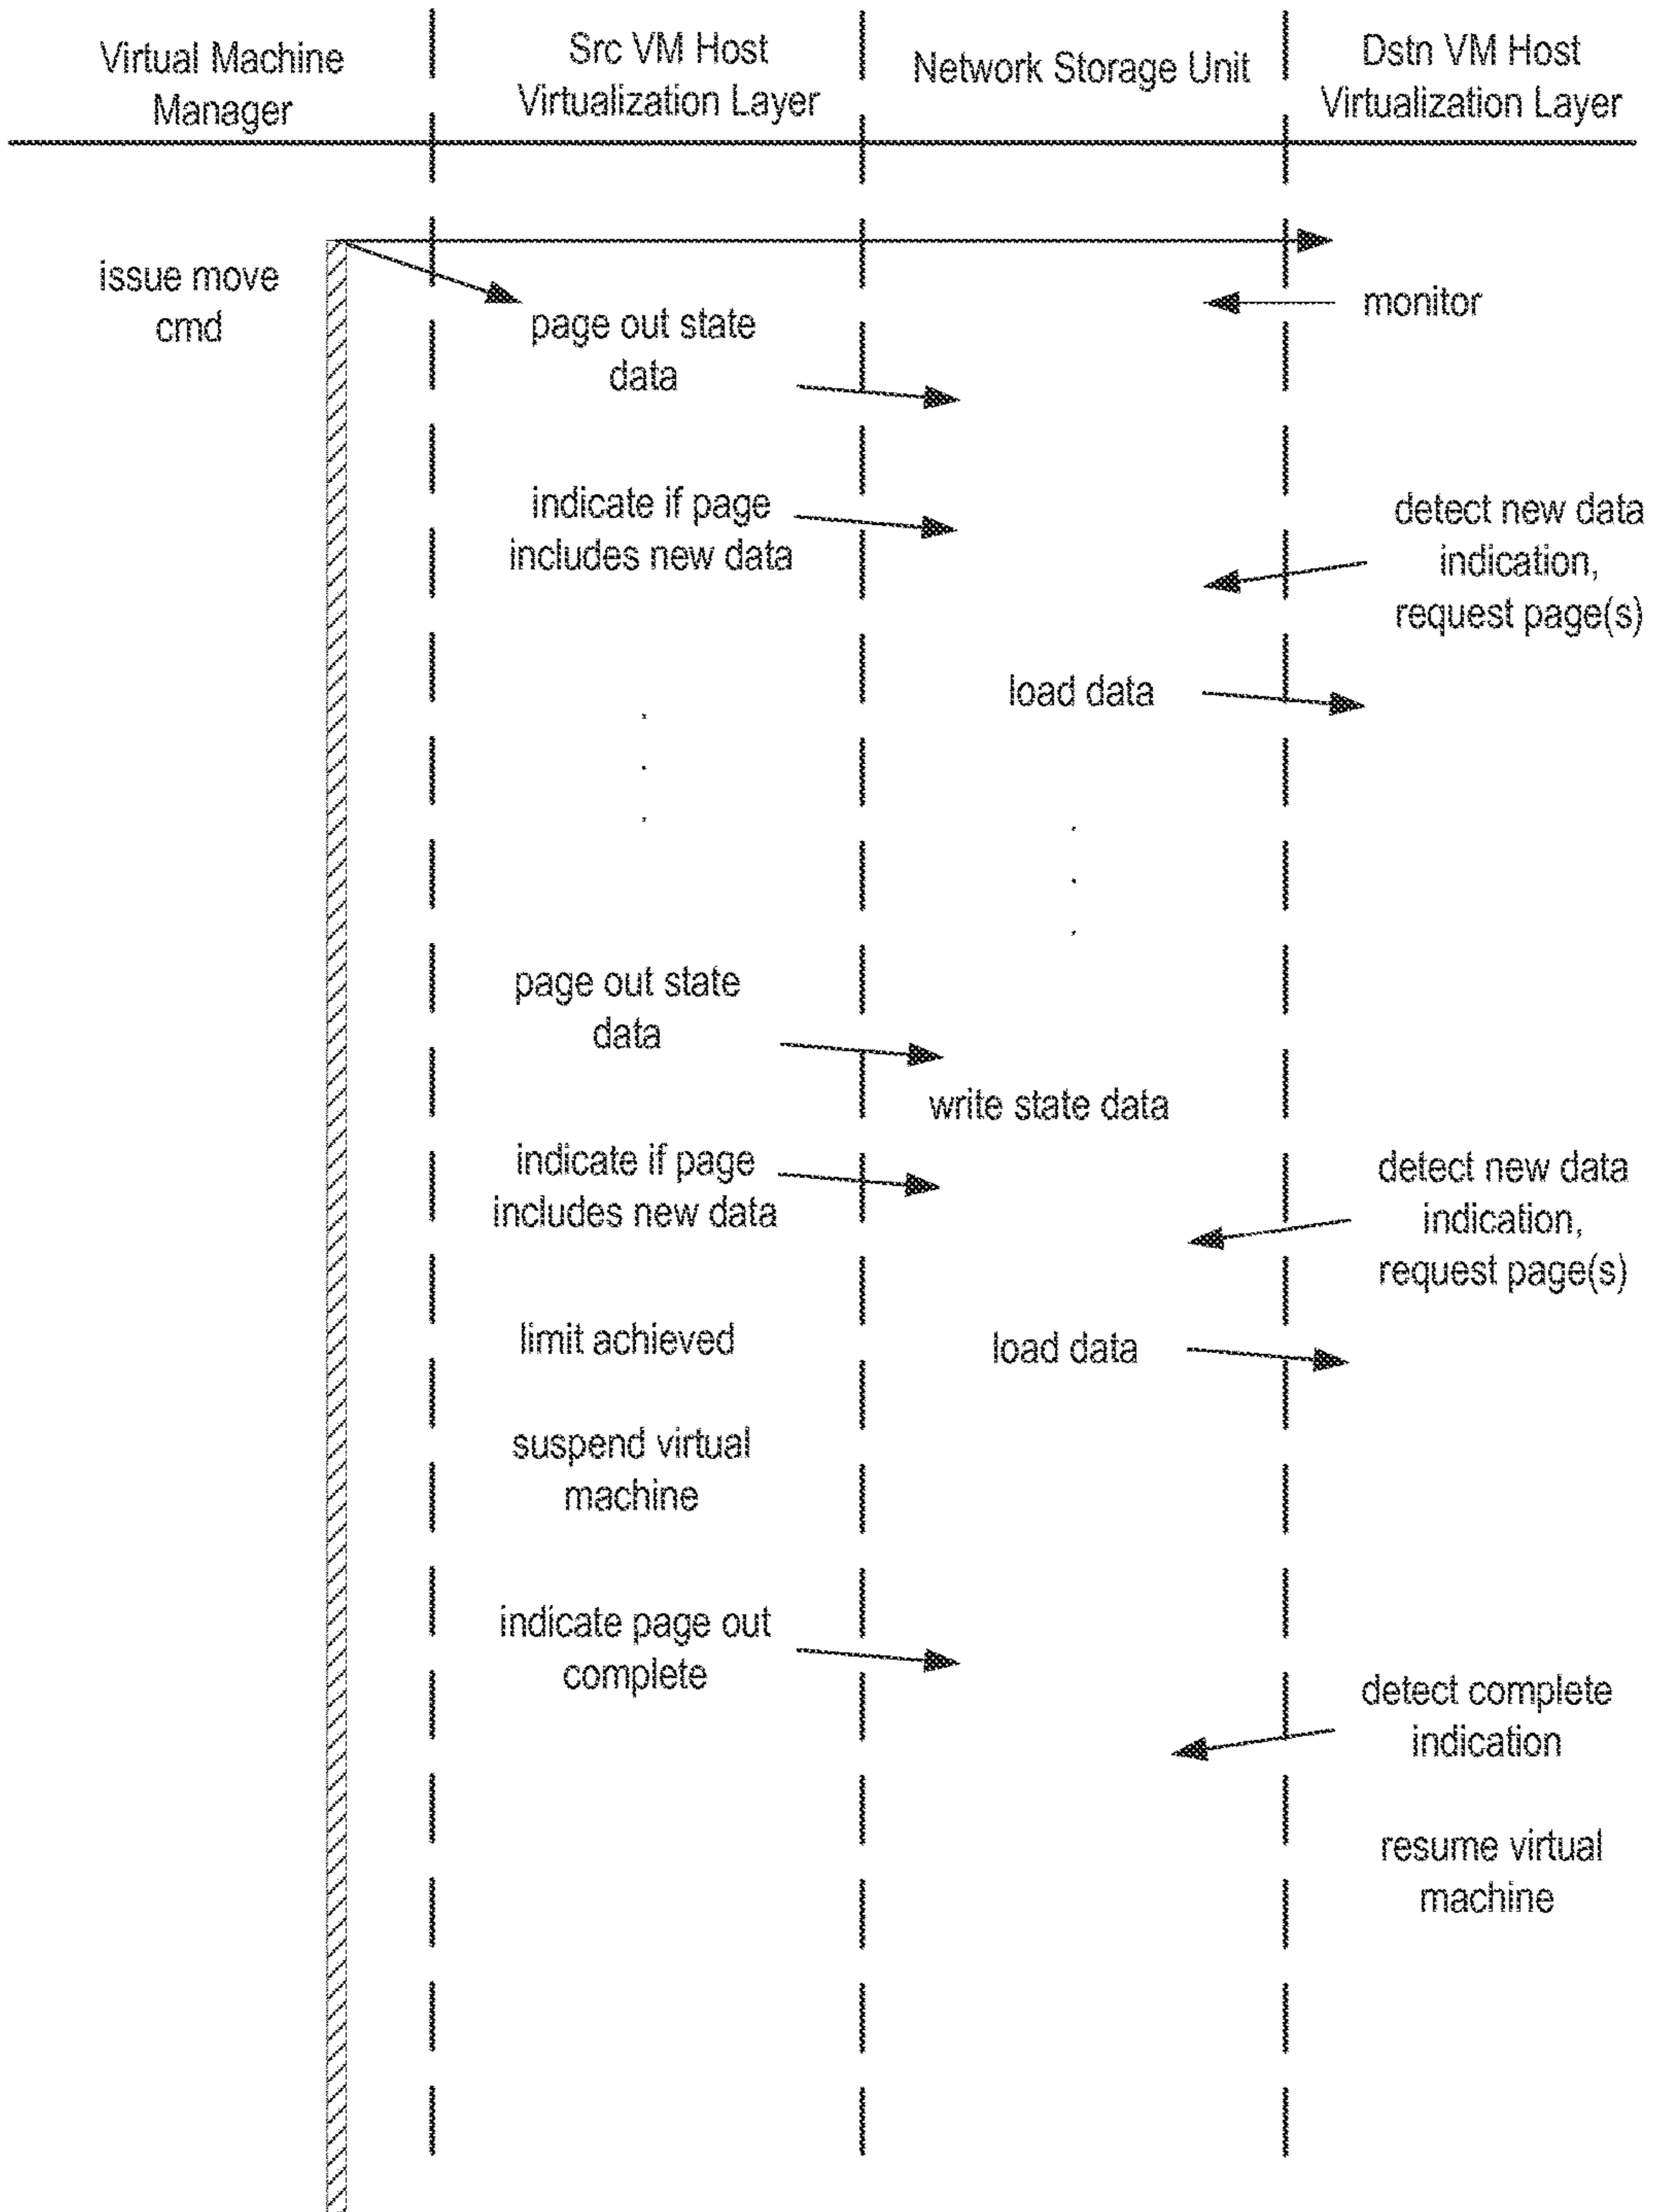 Virtual Machine
Manager
Src VM Host
Virtualization Layer
Network Storage Unit
Dstn VM Host
Virtualization Layer
issue move
cmd
monitor
page out state
data
indicate if page
includes new data
detect new data
indication,
request page(s)
load data
page out state
data
write state data
indicate if page
includes new data
detect new data
indication,
request page(s)
limit achieved
load data
suspend virtual
machine
indicate page out
complete
detect complete
indication
resume virtual
machine